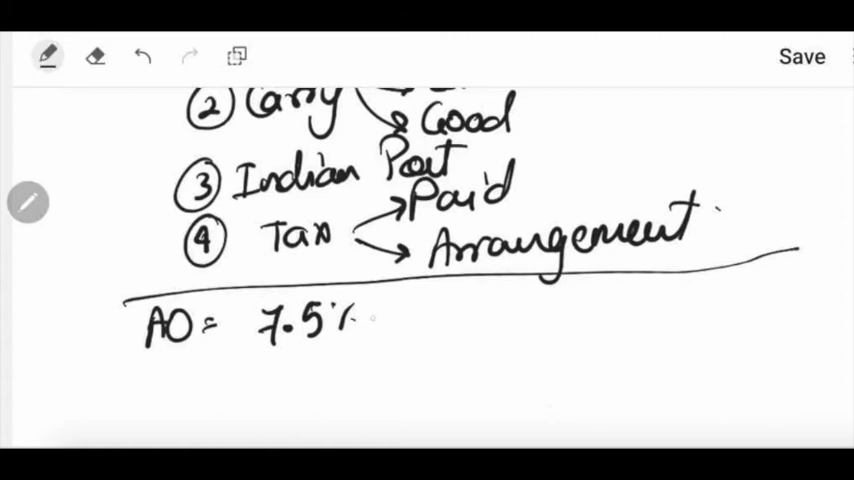 Save
② Carry
Good
③ Indian Port
④ Tax
Paid
Arrangement.
AO = 7.5%